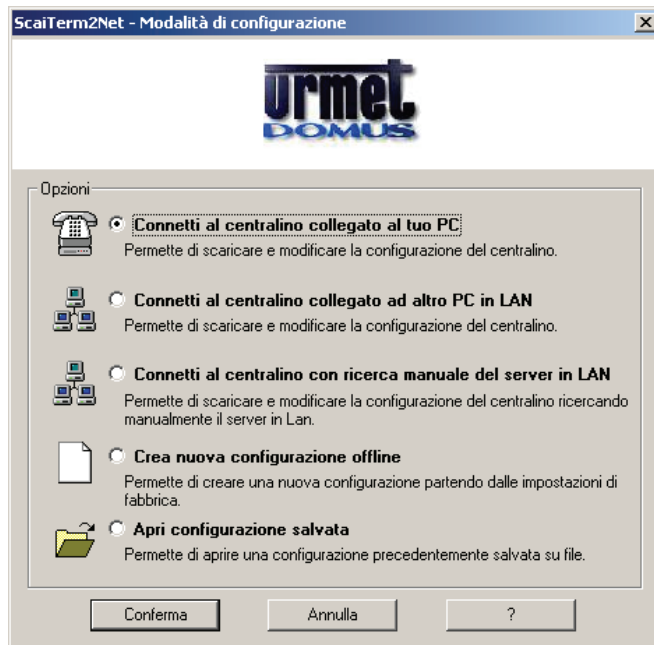 ScaiTerm2Net - Modalità di configurazione
urmet
DOMUS
Opzioni
Connetti al centralino collegato al tuo PC
Permette di scaricare e modificare la configurazione del centralino.
Connetti al centralino collegato ad altro PC in LAN
Permette di scaricare e modificare la configurazione del centralino.
Connetti al centralino con ricerca manuale del server in LAN
Permette di scaricare e modificare la configurazione del centralino ricercando
manualmente il server in Lan.
Crea nuova configurazione offline
Permette di creare una nuova configurazione partendo dalle impostazioni di
fabbrica.
Apri configurazione salvata
Permette di aprire una configurazione precedentemente salvata su file.
Conferma
Annulla
?